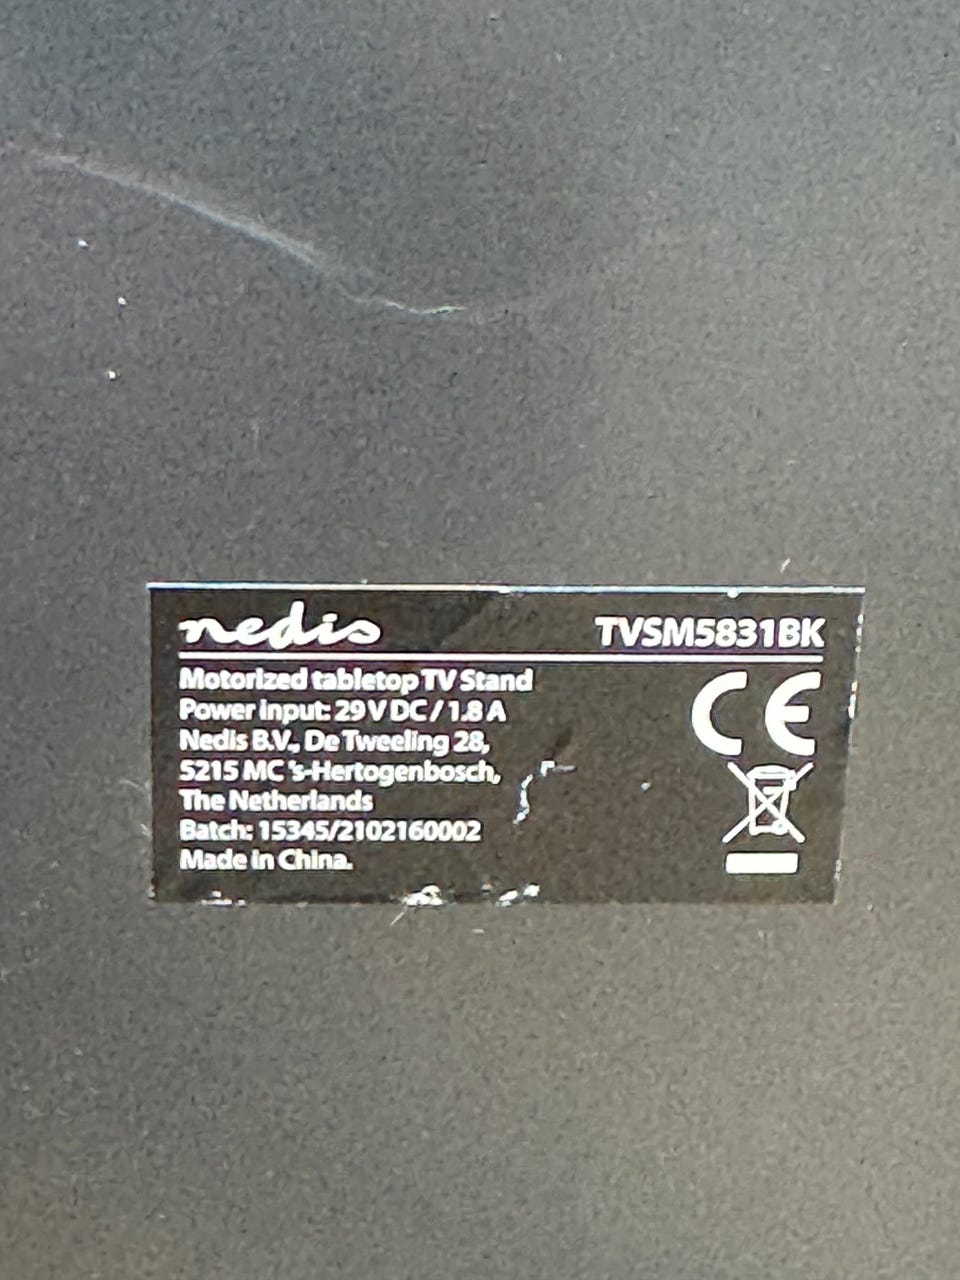 nedis TVSM5831BK
Motorized tabletop TV Stand
Power input: 29 V DC / 1.8 A
Nedis B.V., De Tweeling 28,
5215 MC 's-Hertogenbosch,
The Netherlands
Batch: 15345/2102160002
Made in China.
CE